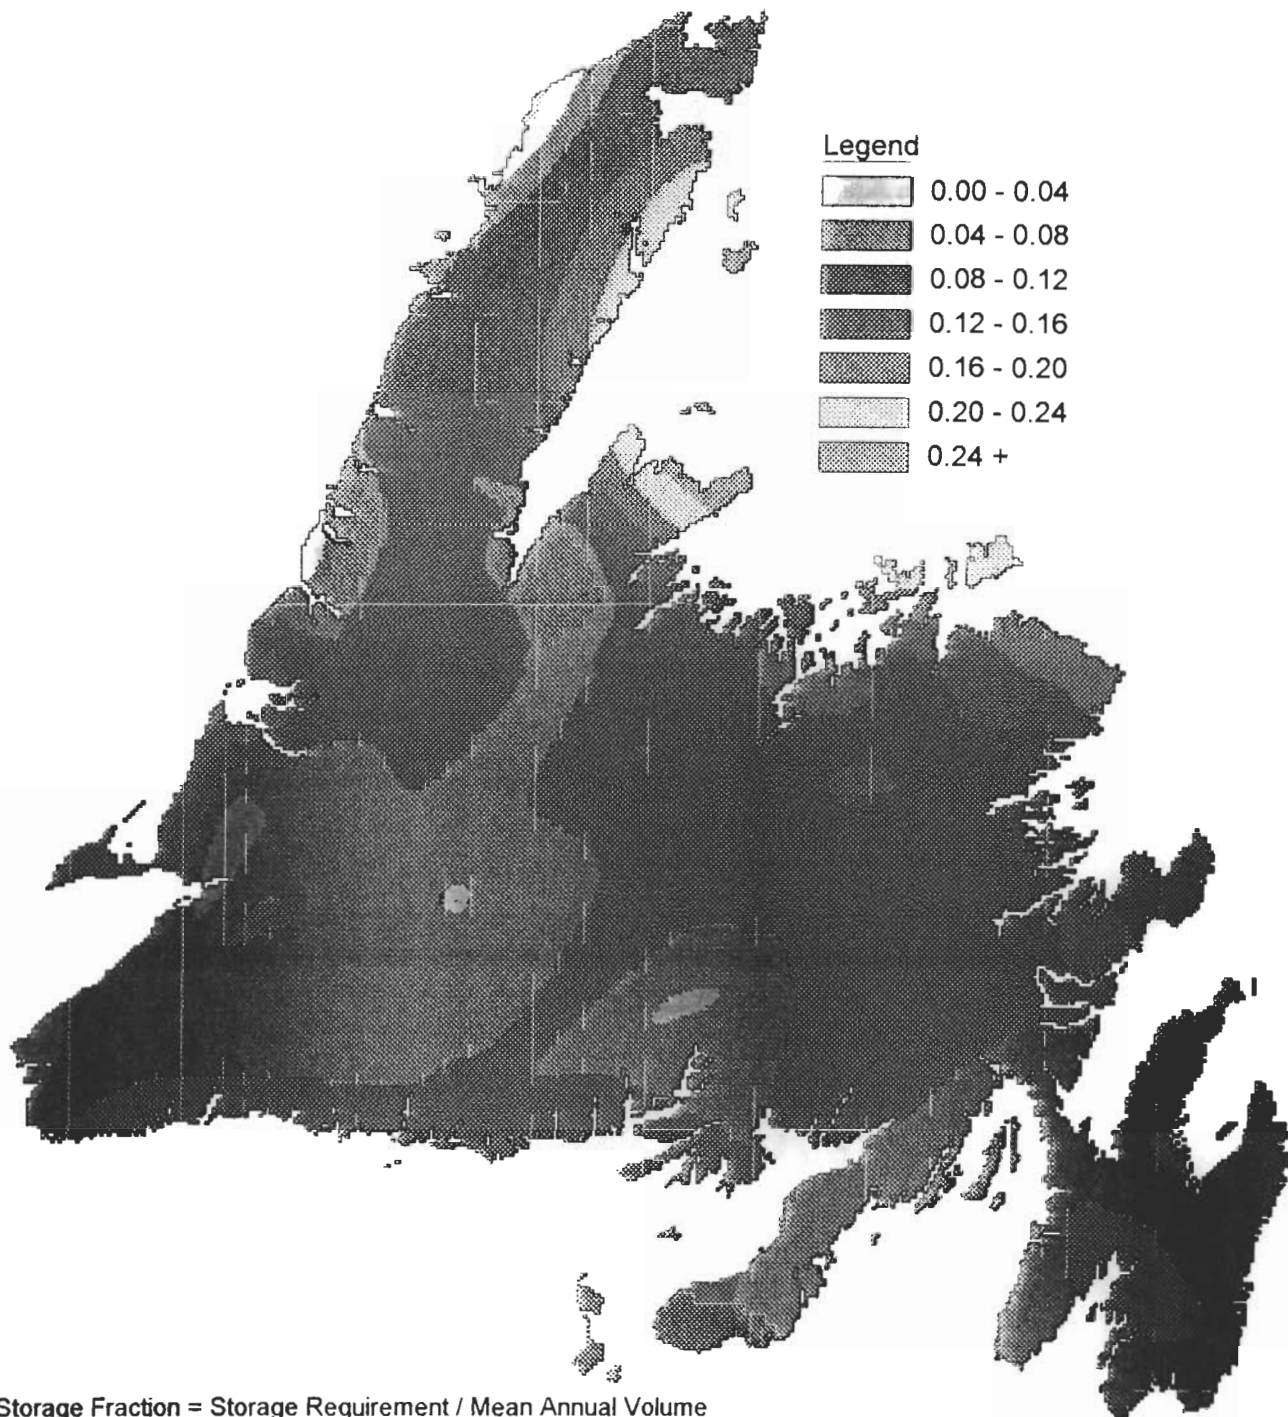 Legend
0.00 - 0.04
0.04 - 0.08
0.08 - 0.12
0.12 - 0.16
0.16 - 0.20
0.20 - 0.24
0.24 +
Storage Fraction = Storage Requirement / Mean Annual Volume